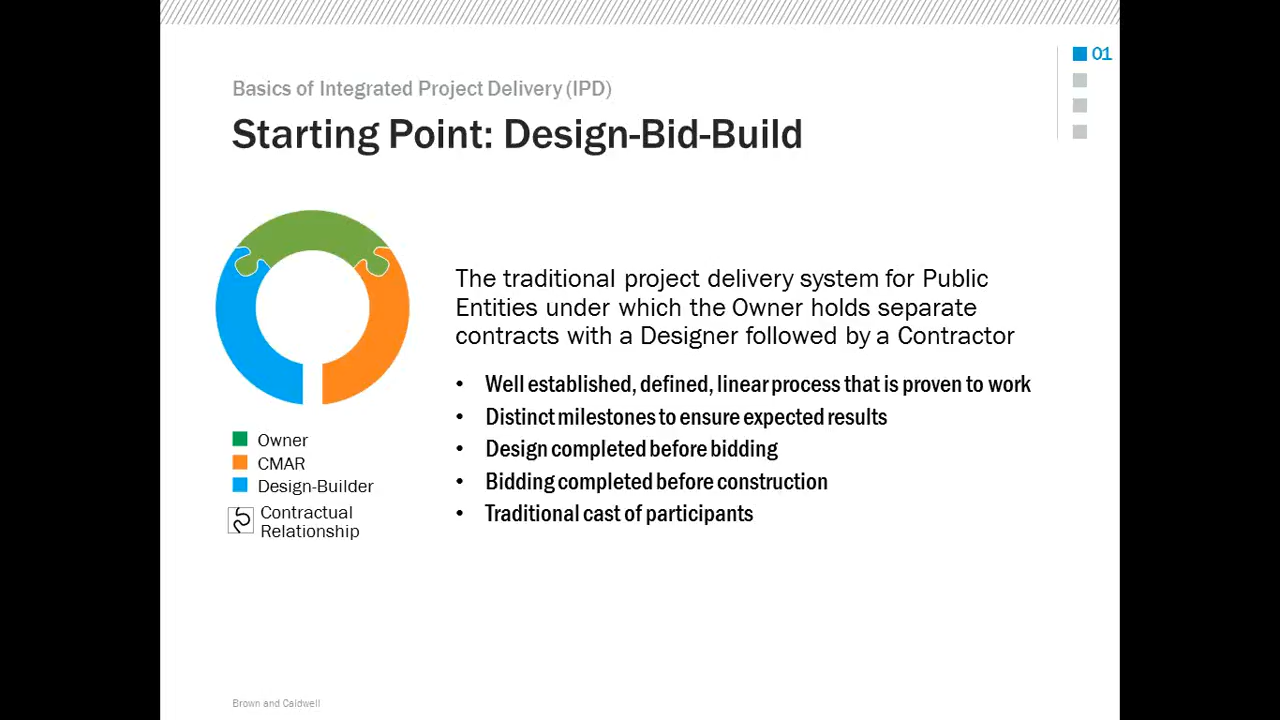 01
Basics of Integrated Project Delivery (IPD)
Starting Point: Design-Bid-Build
The traditional project delivery system for Public
Entities under which the Owner holds separate
contracts with a Designer followed by a Contractor
• Well established, defined, linear process that is proven to work
• Distinct milestones to ensure expected results
• Design completed before bidding
• Bidding completed before construction
• Traditional cast of participants
Owner
CMAR
Design-Builder
Contractual
Relationship
Brown and Caldwell